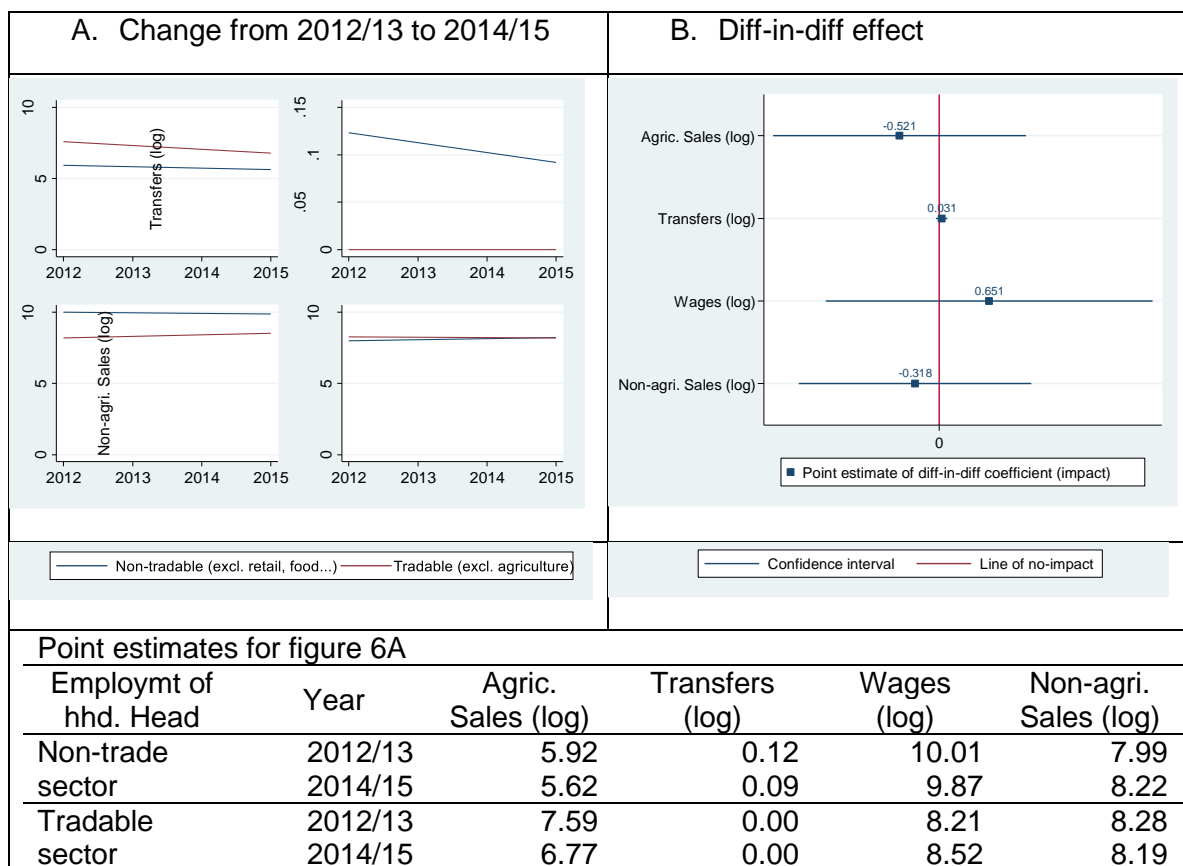 A. Change from 2012/13 to 2014/15
B. Diff-in-diff effect
0 5 10
Transfers (log)
2012 2013 2014 2015
0 .05 .1 .15
2012 2013 2014 2015
0 5 10
Non-agri. Sales (log)
2012 2013 2014 2015
0 5 10
2012 2013 2014 2015
Non-tradable (excl. retail, food...) Tradable (excl. agriculture)
-0.521
Agric. Sales (log)
0.031
Transfers (log)
0.651
Wages (log)
-0.318
Non-agri. Sales (log)
0
Point estimate of diff-in-diff coefficient (impact)
Confidence interval Line of no-impact
Point estimates for figure 6A
Employmt of hhd. Head Year Agric. Sales (log) Transfers (log) Wages (log) Non-agri. Sales (log)
Non-trade 2012/13 5.92 0.12 10.01 7.99
sector 2014/15 5.62 0.09 9.87 8.22
Tradable 2012/13 7.59 0.00 8.21 8.28
sector 2014/15 6.77 0.00 8.52 8.19